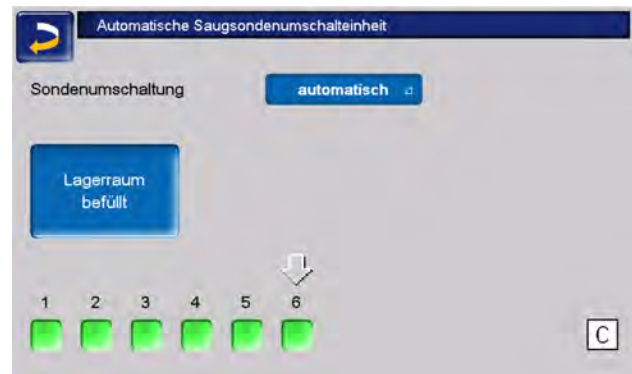 Automatische Saugsondenumschalteinheit
Sondenumschaltung
automatisch
Lagerraum
befüllt
1 2 3 4 5 6
C